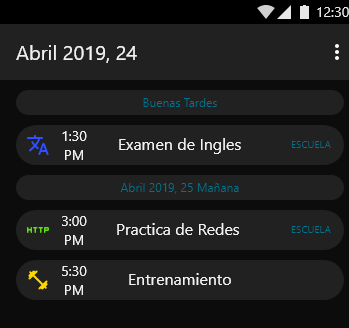 12:30
Abril 2019, 24
Buenas Tardes
1:30 PM Examen de Ingles ESCUELA
Abril 2019, 25 Mañana
HTTP 3:00 PM Practica de Redes ESCUELA
5:30 PM Entrenamiento